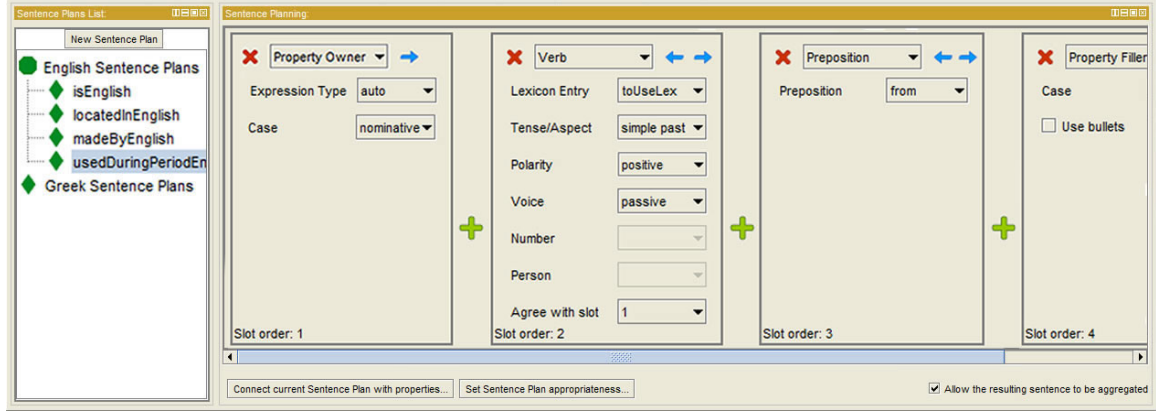 Sentence Plans List:
New Sentence Plan
English Sentence Plans
isEnglish
locatedInEnglish
madeByEnglish
usedDuringPeriodEn
Greek Sentence Plans
Sentence Planning:
Property Owner
Expression Type auto
Case nominative
Slot order: 1
Verb
Lexicon Entry toUseLex
Tense/Aspect simple past
Polarity positive
Voice passive
Number
Person
Agree with slot 1
Slot order: 2
Preposition
Preposition from
Slot order: 3
Property Filler
Case
Use bullets
Slot order: 4
Connect current Sentence Plan with properties... Set Sentence Plan appropriateness... Allow the resulting sentence to be aggregated